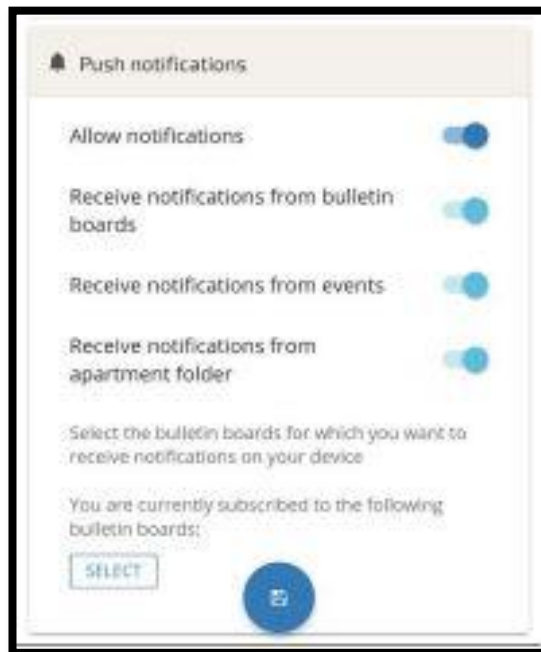 Push notifications
Allow notifications
Receive notifications from bulletin
boards
Receive notifications from events
Receive notifications from
apartment folder
Select the bulletin boards for which you want to
receive notifications on your device
You are currently subscribed to the following
bulletin boards:
SELECT